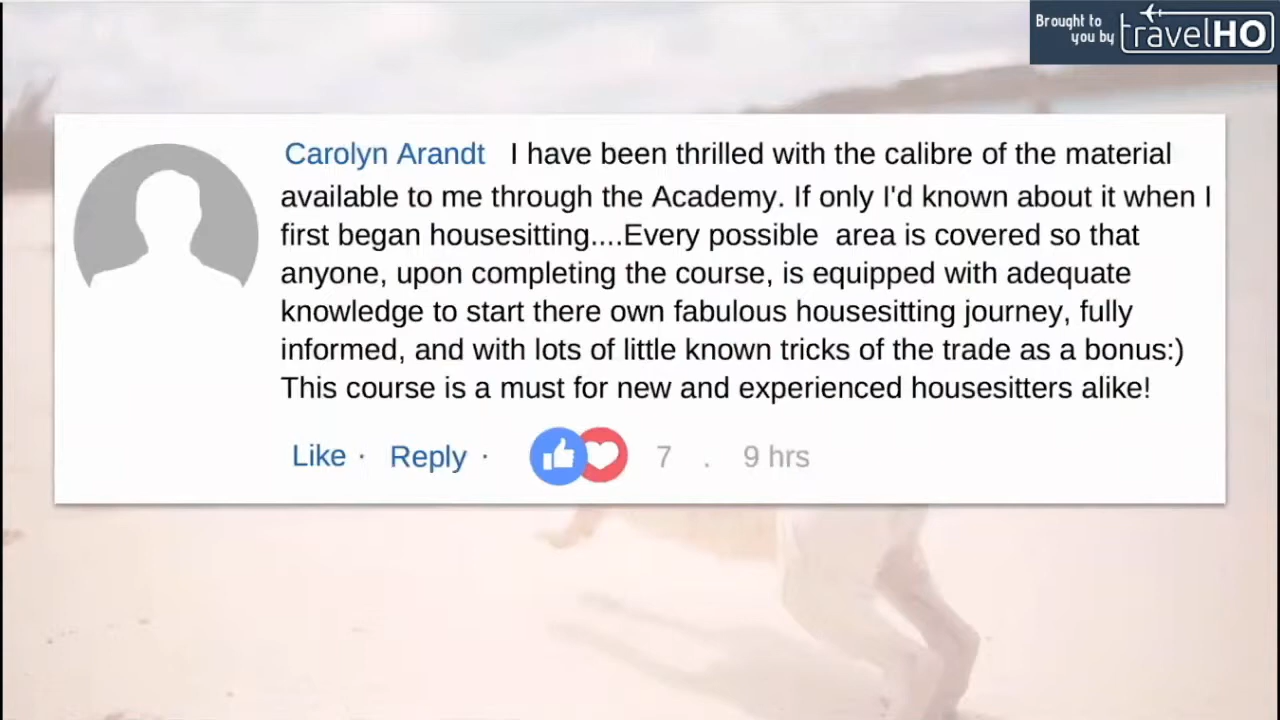 Brought to
you by travelHO
Carolyn Arandt I have been thrilled with the calibre of the material
available to me through the Academy. If only I'd known about it when I
first began housesitting....Every possible  area is covered so that
anyone, upon completing the course, is equipped with adequate
knowledge to start there own fabulous housesitting journey, fully
informed, and with lots of little known tricks of the trade as a bonus:)
This course is a must for new and experienced housesitters alike!
Like · Reply · 7 . 9 hrs